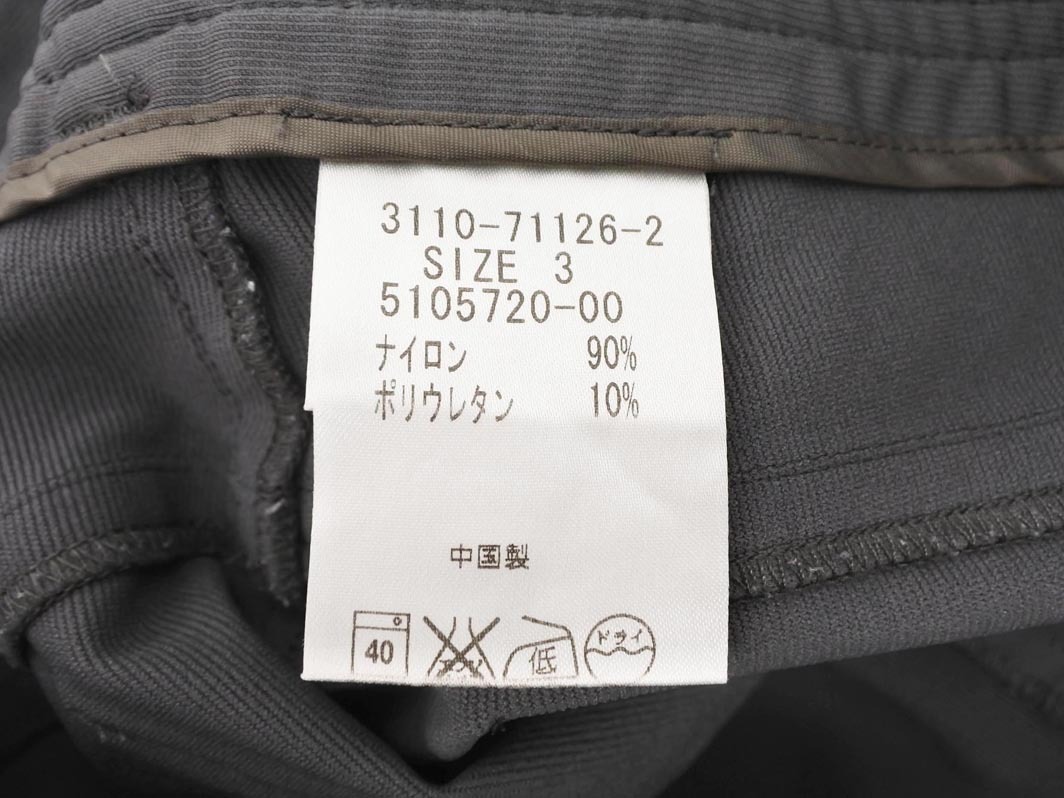 3110-71126-2
SIZE 3
5105720-00
ナイロン 90%
ポリウレタン 10%
中国製
40 低 ドライ